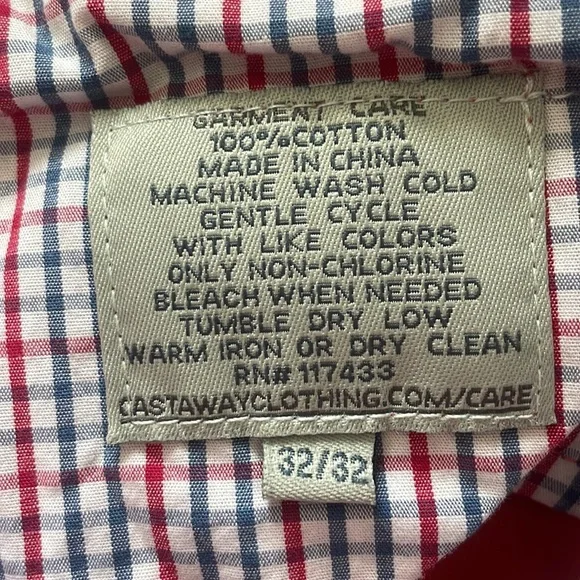 GARMENT CARE
100%COTTON
MADE IN CHINA
MACHINE WASH COLD
GENTLE CYCLE
WITH LIKE COLORS
ONLY NON-CHLORINE
BLEACH WHEN NEEDED
TUMBLE DRY LOW
WARM IRON OR DRY CLEAN
RN# 117433
CASTAWAYCLOTHING.COM/CARE
32/32